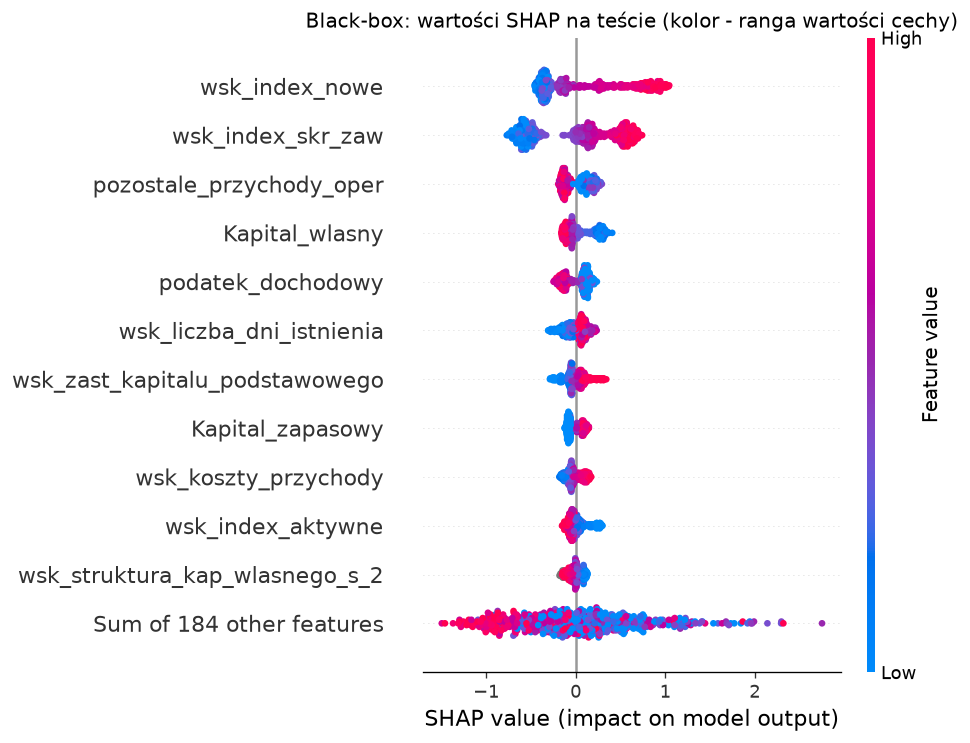 Black-box: wartości SHAP na teście (kolor - ranga wartości cechy)
High
wsk_index_nowe
wsk_index_skr_zaw
pozostale_przychody_oper
Kapital_wlasny
podatek_dochodowy
wsk_liczba_dni_istnienia
wsk_zast_kapitalu_podstawowego
Kapital_zapasowy
wsk_koszty_przychody
wsk_index_aktywne
wsk_struktura_kap_wlasnego_s_2
Sum of 184 other features
Feature value
Low
−1 0 1 2
SHAP value (impact on model output)